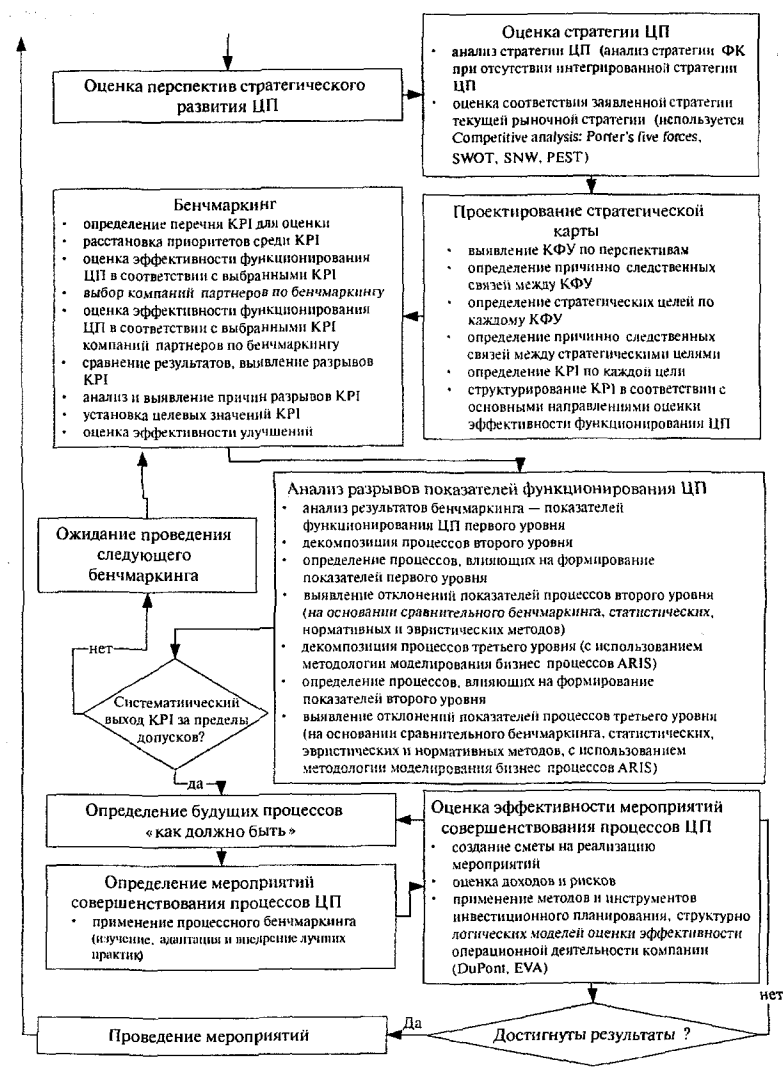 Оценка стратегии ЦП
• анализ стратегии ЦП (анализ стратегии ФК
при отсутствии интегрированной стратегии
ЦП
• оценка соответствия заявленной стратегии
текущей рыночной стратегии (используется
Competitive analysis: Porter's five forces,
SWOT, SNW, PEST)
Оценка перспектив стратегического
развития ЦП
Бенчмаркинг
• определение перечня KPI для оценки
• расстановка приоритетов среди KPI
• оценка эффективности функционирования
ЦП в соответствии с выбранными KPI
• выбор компаний партнеров по бенчмаркингу
• оценка эффективности функционирования
ЦП в соответствии с выбранными KPI
компаний партнеров по бенчмаркингу
• сравнение результатов, выявление разрывов
KPI
• анализ и выявление причин разрывов KPI
• установка целевых значений KPI
• оценка эффективности улучшений
Проектирование стратегической
карты
• выявление КФУ по перспективам
• определение причинно следственных
связей между КФУ
• определение стратегических целей по
каждому КФУ
• определение причинно следственных
связей между стратегическими целями
• определение KPI по каждой цели
• структурирование KPI в соответствии с
основными направлениями оценки
эффективности функционирования ЦП
Анализ разрывов показателей функционирования ЦП
• анализ результатов бенчмаркинга — показателей
функционирования ЦП первого уровня
• декомпозиция процессов второго уровня
• определение процессов, влияющих на формирование
показателей первого уровня
• выявление отклонений показателей процессов второго уровня
(на основании сравнительного бенчмаркинга, статистических,
нормативных и эвристических методов)
• декомпозиция процессов третьего уровня (с использованием
методологии моделирования бизнес процессов ARIS)
• определение процессов, влияющих на формирование
показателей второго уровня
• выявление отклонений показателей процессов третьего уровня
(на основании сравнительного бенчмаркинга, статистических,
эвристических и нормативных методов, с использованием
методологии моделирования бизнес процессов ARIS)
Ожидание проведения
следующего
бенчмаркинга
нет
Систематиический
выход KPI за пределы
допусков?
да
Определение будущих процессов
«как должно быть»
Определение мероприятий
совершенствования процессов ЦП
• применение процессного бенчмаркинга
(изучение, адаптация и внедрение лучших
практик)
Оценка эффективности мероприятий
совершенствования процессов ЦП
• создание сметы на реализацию
мероприятий
• оценка доходов и рисков
• применение методов и инструментов
инвестиционного планирования, структурно
логических моделей оценки эффективности
операционной деятельности компании
(DuPont, EVA)
нет
Достигнуты результаты ?
Да
Проведение мероприятий